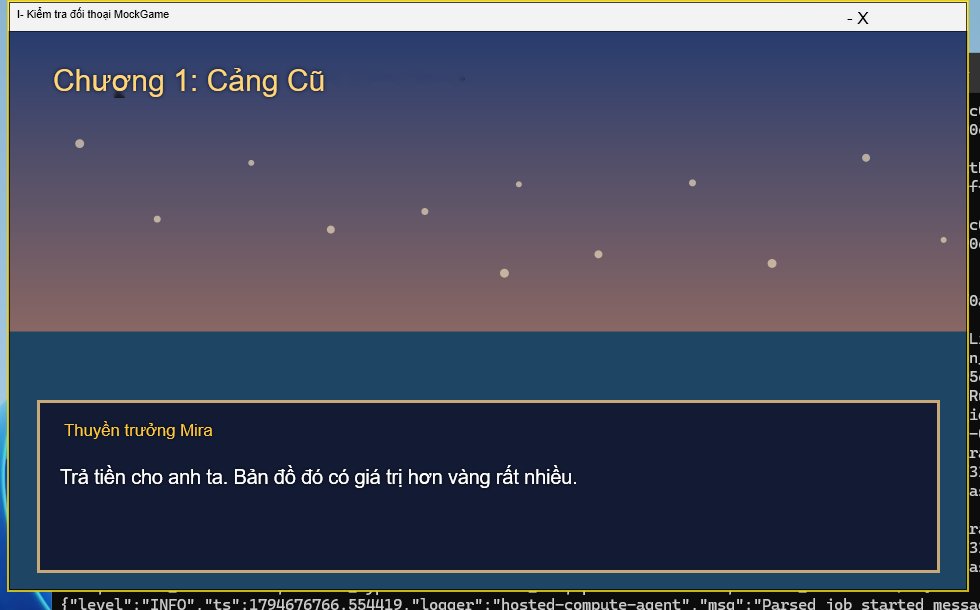 I- Kiểm tra đối thoại MockGame
- X
Chương 1: Cảng Cũ
Thuyền trưởng Mira
Trả tiền cho anh ta. Bản đồ đó có giá trị hơn vàng rất nhiều.
{"level":"INFO","ts":1794676766.554419,"logger":"hosted-compute-agent","msg":"Parsed job started